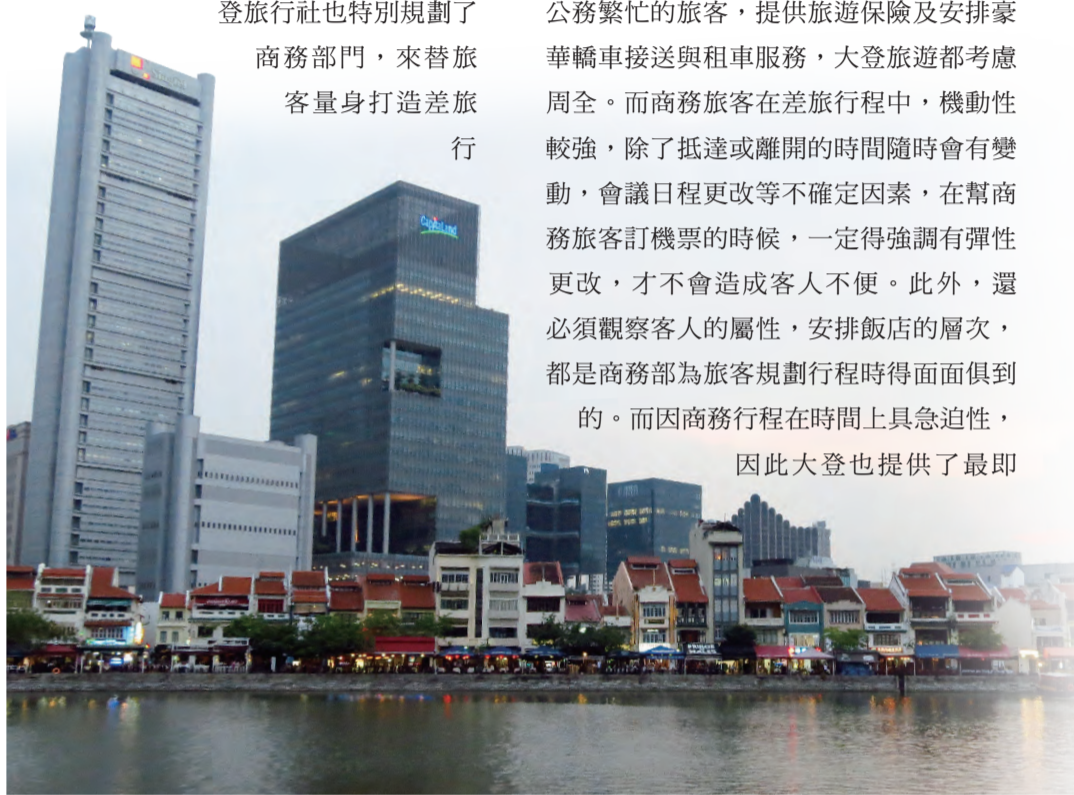 登旅行社也特別規劃了
商務部門，來替旅
客量身打造差旅
行
公務繁忙的旅客，提供旅遊保險及安排豪
華轎車接送與租車服務，大登旅遊都考慮
周全。而商務旅客在差旅行程中，機動性
較強，除了抵達或離開的時間隨時會有變
動，會議日程更改等不確定因素，在幫商
務旅客訂機票的時候，一定得強調有彈性
更改，才不會造成客人不便。此外，還
必須觀察客人的屬性，安排飯店的層次，
都是商務部為旅客規劃行程時得面面俱到
的。而因商務行程在時間上具急迫性，
因此大登也提供了最即
CapitaLand